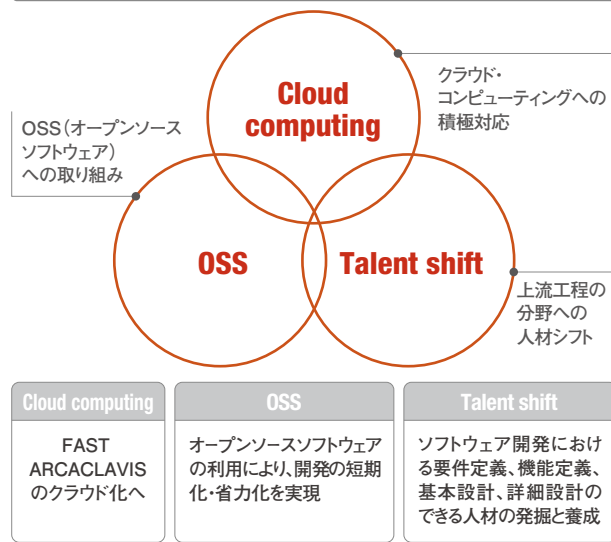 Cloud
computing
クラウド・
コンピューティングへの
積極対応
OSS（オープンソース
ソフトウェア）
への取り組み
OSS
Talent shift
上流工程の
分野への
人材シフト
Cloud computing
FAST
ARCACLAVIS
のクラウド化へ
OSS
オープンソースソフトウェア
の利用により、開発の短期
化・省力化を実現
Talent shift
ソフトウェア開発におけ
る要件定義、機能定義、
基本設計、詳細設計の
できる人材の発掘と養成